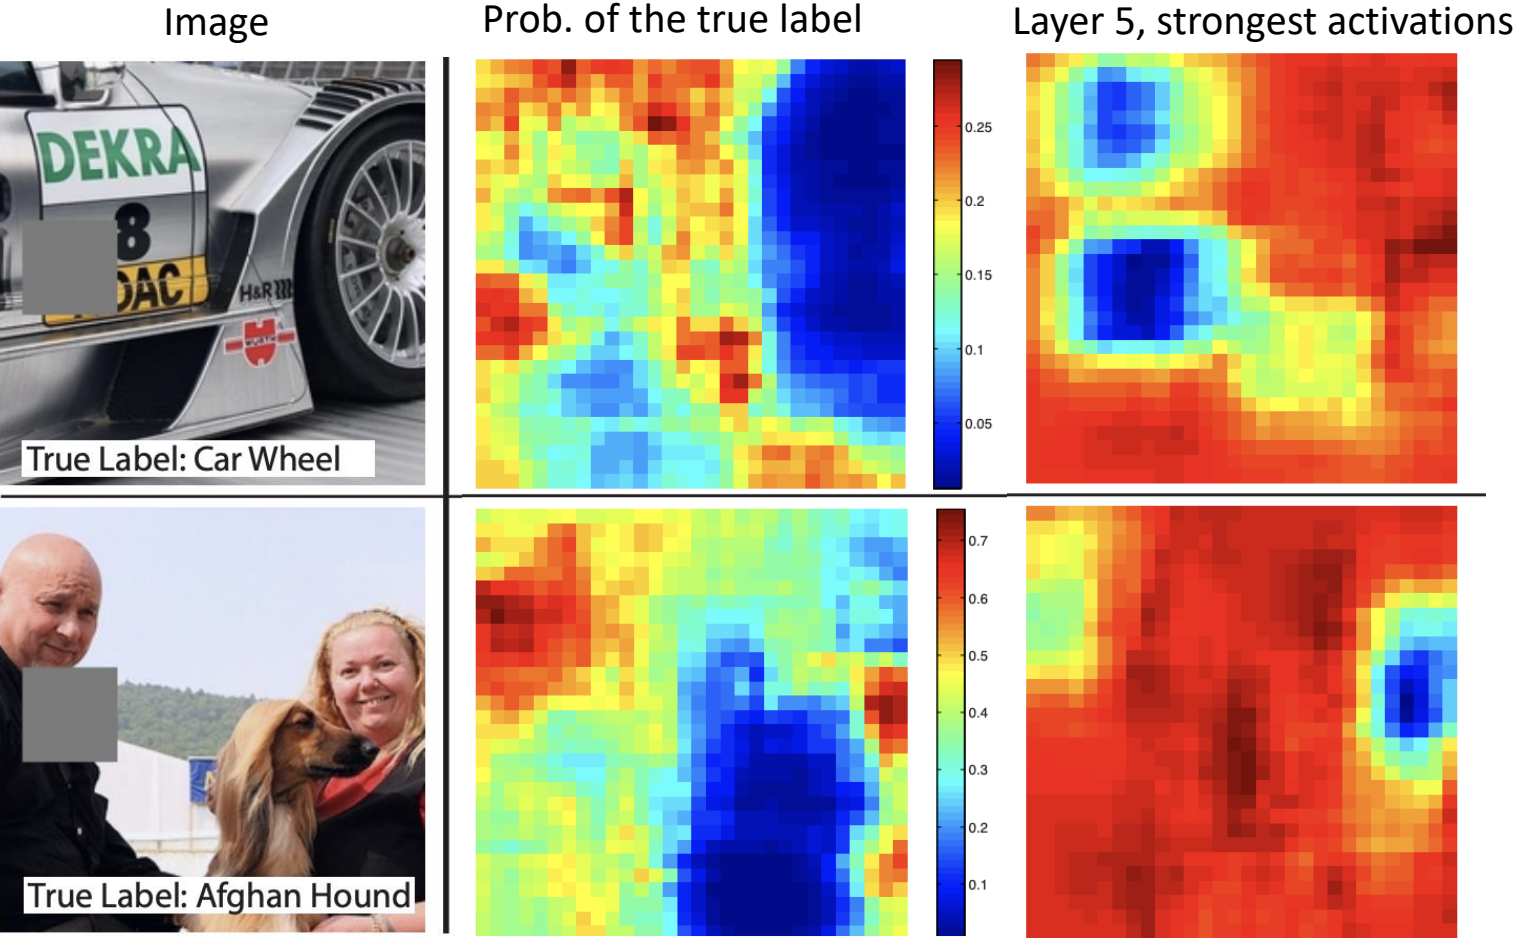 Image
Prob. of the true label
Layer 5, strongest activations
DEKRA
8
DAC
H&R
WÜRTH
True Label: Car Wheel
0.25
0.2
0.15
0.1
0.05
True Label: Afghan Hound
0.7
0.6
0.5
0.4
0.3
0.2
0.1